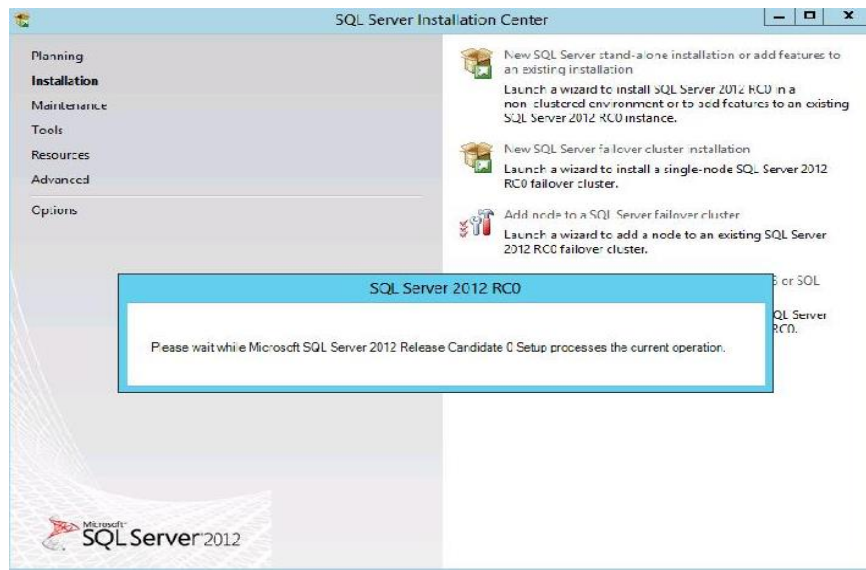 SQL Server Installation Center
Planning
Installation
Maintenance
Tools
Resources
Advanced
Options
New SQL Server stand-alone installation or add features to
an existing installation
Launch a wizard to install SQL Server 2012 RC0 in a
non-clustered environment or to add features to an existing
SQL Server 2012 RC0 instance.
New SQL Server failover cluster installation
Launch a wizard to install a single-node SQL Server 2012
RC0 failover cluster.
Add node to a SQL Server failover cluster
Launch a wizard to add a node to an existing SQL Server
2012 RC0 failover cluster.
or SQL
SQL Server
RC0.
SQL Server 2012 RC0
Please wait while Microsoft SQL Server 2012 Release Candidate 0 Setup processes the current operation.
Microsoft
SQL Server 2012